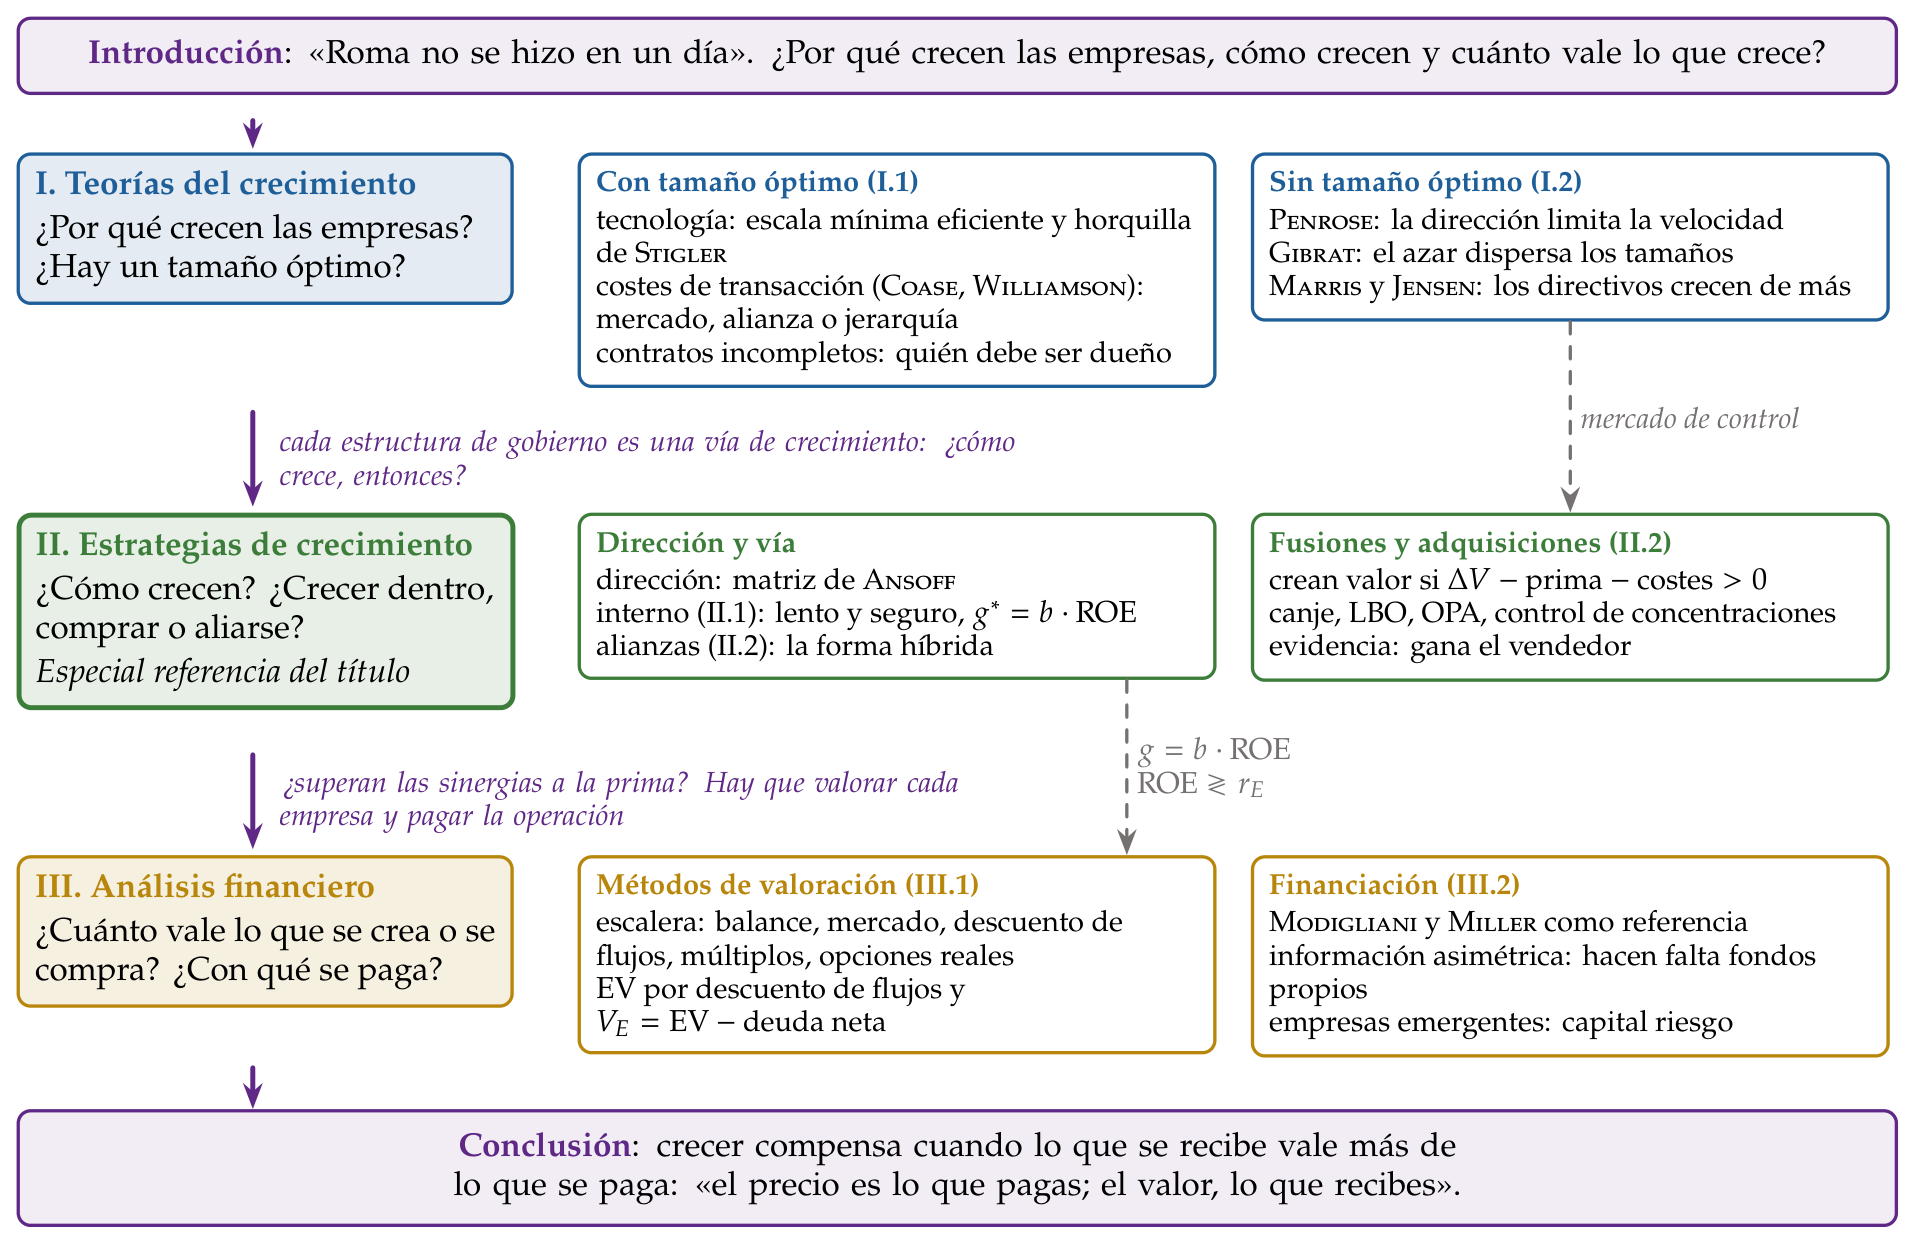 Introducción: «Roma no se hizo en un día». ¿Por qué crecen las empresas, cómo crecen y cuánto vale lo que crece?
I. Teorías del crecimiento
¿Por qué crecen las empresas?
¿Hay un tamaño óptimo?
Con tamaño óptimo (I.1)
tecnología: escala mínima eficiente y horquilla
de Stigler
costes de transacción (Coase, Williamson):
mercado, alianza o jerarquía
contratos incompletos: quién debe ser dueño
Sin tamaño óptimo (I.2)
Penrose: la dirección limita la velocidad
Gibrat: el azar dispersa los tamaños
Marris y Jensen: los directivos crecen de más
cada estructura de gobierno es una vía de crecimiento: ¿cómo
crece, entonces?
mercado de control
II. Estrategias de crecimiento
¿Cómo crecen? ¿Crecer dentro,
comprar o aliarse?
Especial referencia del título
Dirección y vía
dirección: matriz de Ansoff
interno (II.1): lento y seguro, g* = b · ROE
alianzas (II.2): la forma híbrida
Fusiones y adquisiciones (II.2)
crean valor si ΔV − prima − costes > 0
canje, LBO, OPA, control de concentraciones
evidencia: gana el vendedor
¿superan las sinergias a la prima? Hay que valorar cada
empresa y pagar la operación
g = b · ROE
ROE ≷ r_E
III. Análisis financiero
¿Cuánto vale lo que se crea o se
compra? ¿Con qué se paga?
Métodos de valoración (III.1)
escalera: balance, mercado, descuento de
flujos, múltiplos, opciones reales
EV por descuento de flujos y
V_E = EV − deuda neta
Financiación (III.2)
Modigliani y Miller como referencia
información asimétrica: hacen falta fondos
propios
empresas emergentes: capital riesgo
Conclusión: crecer compensa cuando lo que se recibe vale más de
lo que se paga: «el precio es lo que pagas; el valor, lo que recibes».